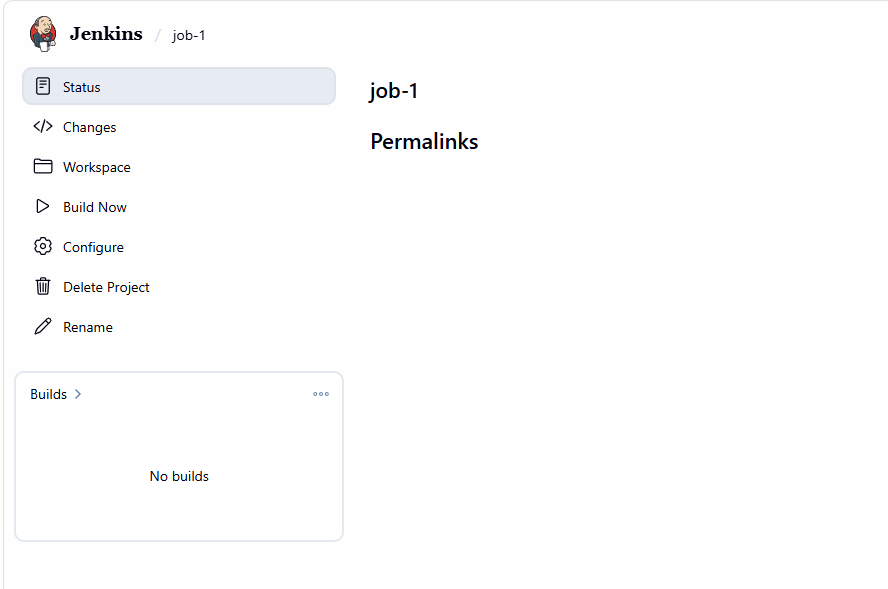 Jenkins / job-1
Status
Changes
Workspace
Build Now
Configure
Delete Project
Rename
Builds
No builds
job-1
Permalinks